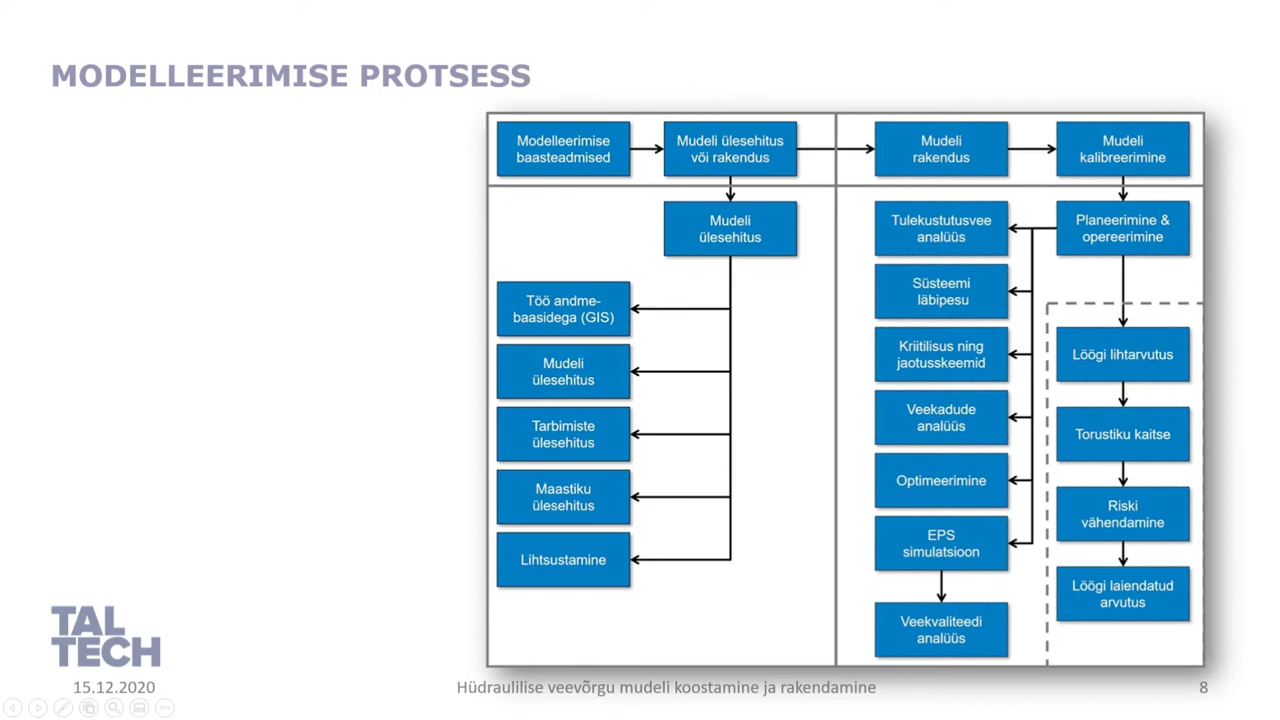 MODELLEERIMISE PROTSESS
Modelleerimise
baasteadmised
Mudeli ülesehitus
või rakendus
Mudeli
rakendus
Mudeli
kalibreerimine
Mudeli
ülesehitus
Töö andme-
baasidega (GIS)
Mudeli
ülesehitus
Tarbimiste
ülesehitus
Maastiku
ülesehitus
Lihtsustamine
Tulekustutusvee
analüüs
Süsteemi
läbipesu
Kriitilisus ning
jaotusskeemid
Veekadude
analüüs
Optimeerimine
EPS
simulatsioon
Veekvaliteedi
analüüs
Planeerimine &
opereerimine
Löögi lihtarvutus
Torustiku kaitse
Riski
vähendamine
Löögi laiendatud
arvutus
TAL
TECH
15.12.2020
Hüdraulilise veevõrgu mudeli koostamine ja rakendamine
8